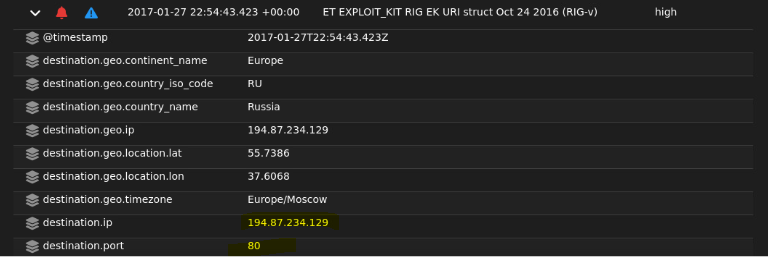 2017-01-27 22:54:43.423 +00:00 ET EXPLOIT_KIT RIG EK URI struct Oct 24 2016 (RIG-v) high
@timestamp 2017-01-27T22:54:43.423Z
destination.geo.continent_name Europe
destination.geo.country_iso_code RU
destination.geo.country_name Russia
destination.geo.ip 194.87.234.129
destination.geo.location.lat 55.7386
destination.geo.location.lon 37.6068
destination.geo.timezone Europe/Moscow
destination.ip 194.87.234.129
destination.port 80